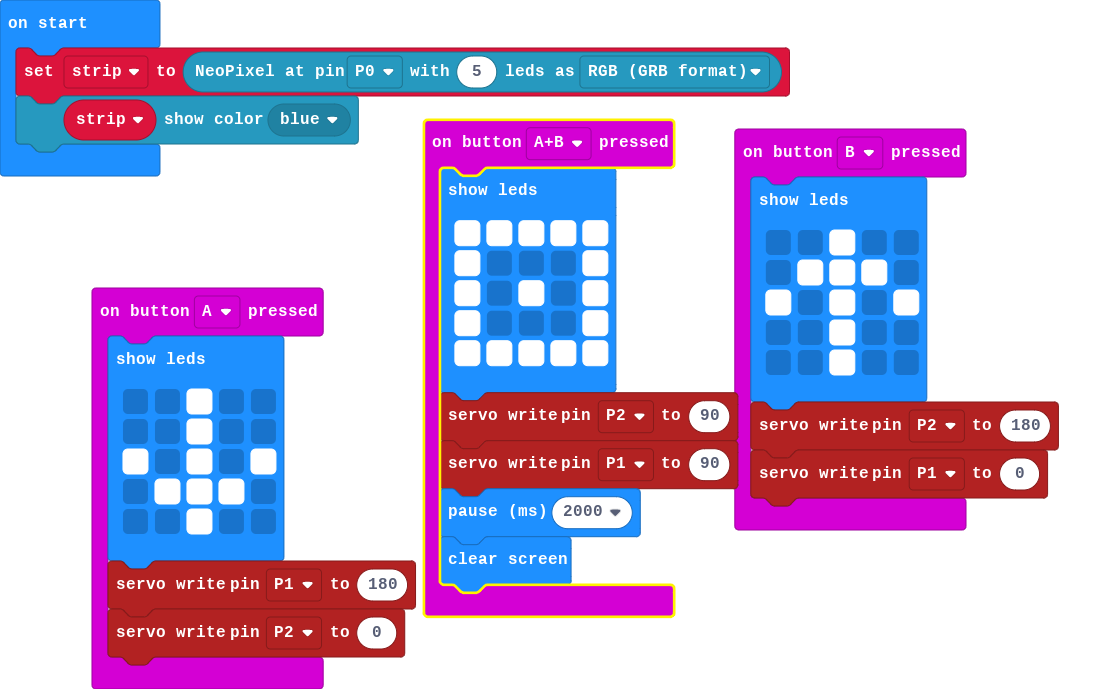 on start
set strip to NeoPixel at pin P0 with 5 leds as RGB (GRB format)
strip show color blue
on button A+B pressed
show leds
servo write pin P2 to 90
servo write pin P1 to 90
pause (ms) 2000
clear screen
on button B pressed
show leds
servo write pin P2 to 180
servo write pin P1 to 0
on button A pressed
show leds
servo write pin P1 to 180
servo write pin P2 to 0